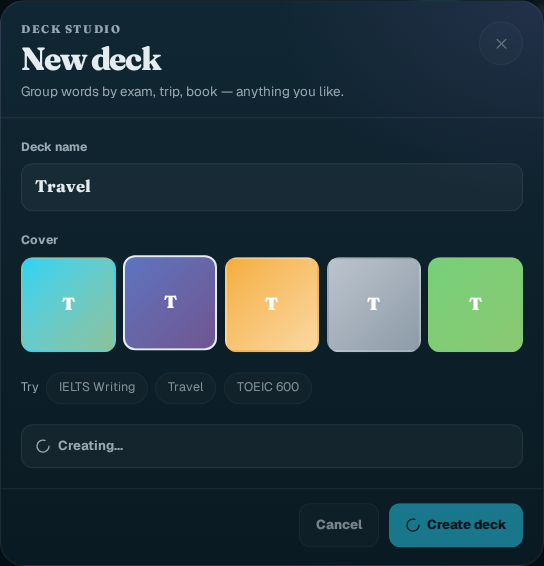 DECK STUDIO
New deck
Group words by exam, trip, book — anything you like.
Deck name
Travel
Cover
T T T T T
Try IELTS Writing Travel TOEIC 600
Creating...
Cancel Create deck